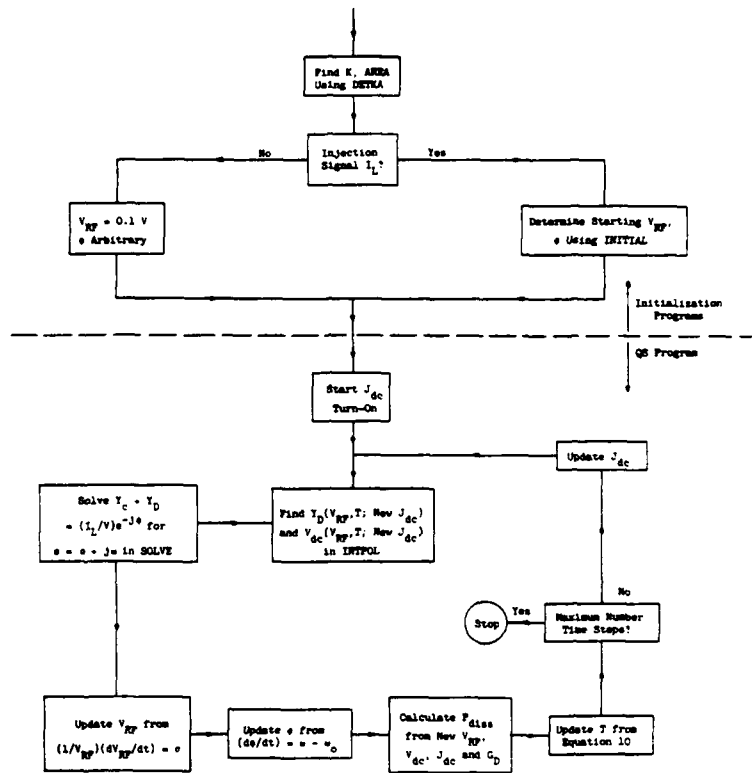 Find K, AREA
Using DETKA
Injection
Signal I_L?
No
Yes
V_RF = 0.1 V
φ Arbitrary
Determine Starting V_RF,
φ Using INITIAL
Initialization
Programs
QS Program
Start J_dc
Turn-On
Update J_dc
Solve Y_c + Y_D
= (I_L/V)e^-jφ for
s = σ + jω in SOLVE
Find Y_D(V_RF,T; New J_dc)
and V_dc(V_RF,T; New J_dc)
in INTPOL
No
Yes
Stop
Maximum Number
Time Steps?
Update V_RF from
(1/V_RF)(dV_RF/dt) = σ
Update φ from
(dφ/dt) = ω - ω_o
Calculate P_diss
from New V_RF,
V_dc, J_dc and G_D
Update T from
Equation 10